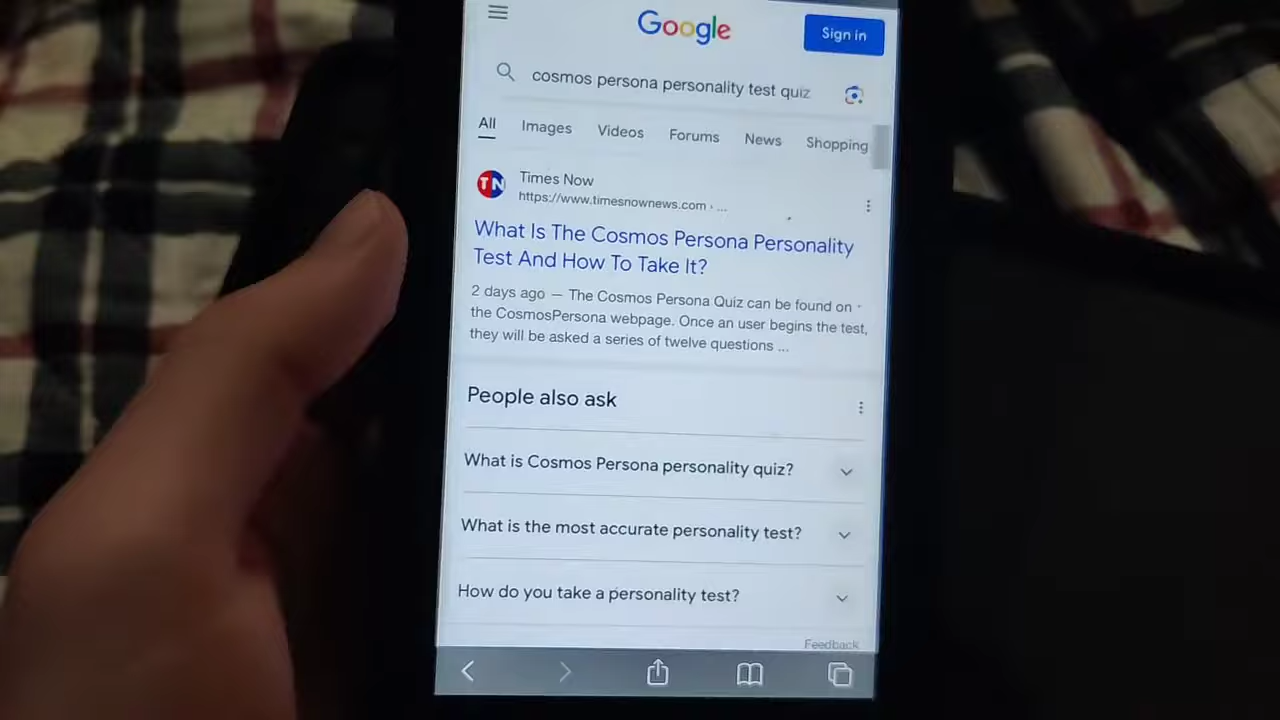 Google
Sign in
cosmos persona personality test quiz
All Images Videos Forums News Shopping
TN
Times Now
https://www.timesnownews.com › ...
What Is The Cosmos Persona Personality
Test And How To Take It?
2 days ago — The Cosmos Persona Quiz can be found on
the CosmosPersona webpage. Once an user begins the test,
they will be asked a series of twelve questions ...
People also ask
What is Cosmos Persona personality quiz?
What is the most accurate personality test?
How do you take a personality test?
Feedback